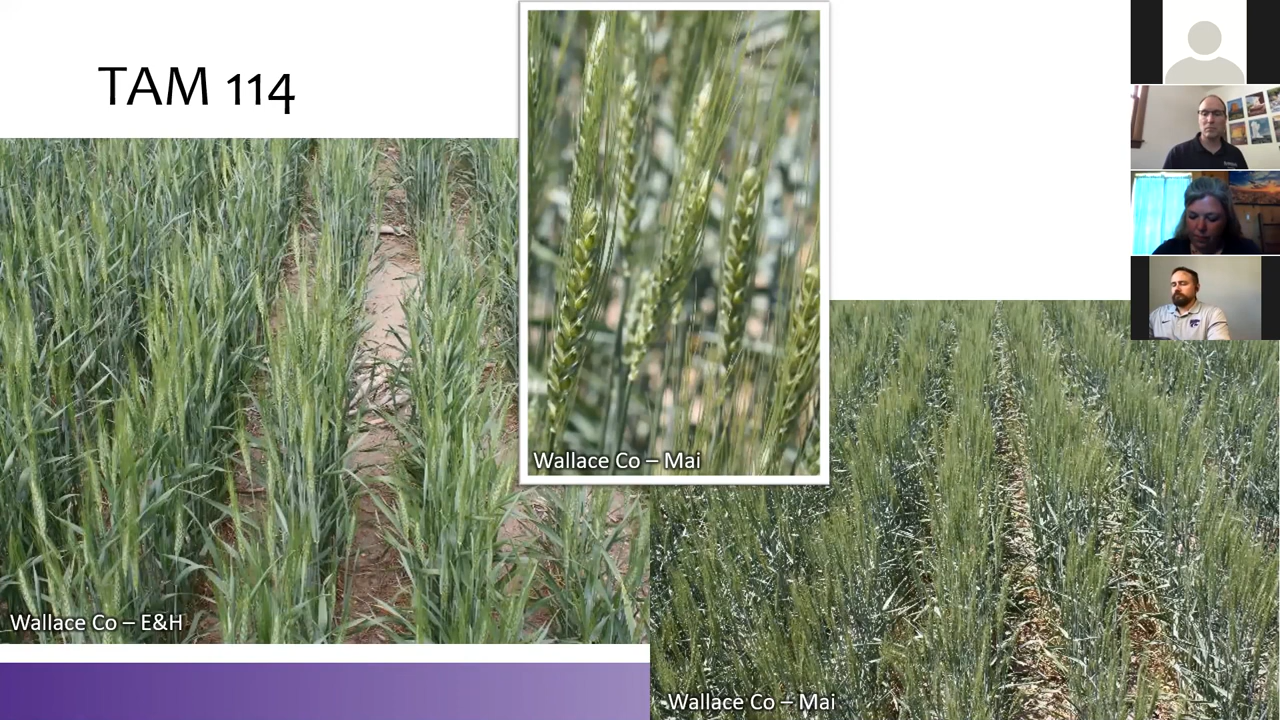 TAM 114
Wallace Co – Mai
Wallace Co – E&H
Wallace Co – Mai